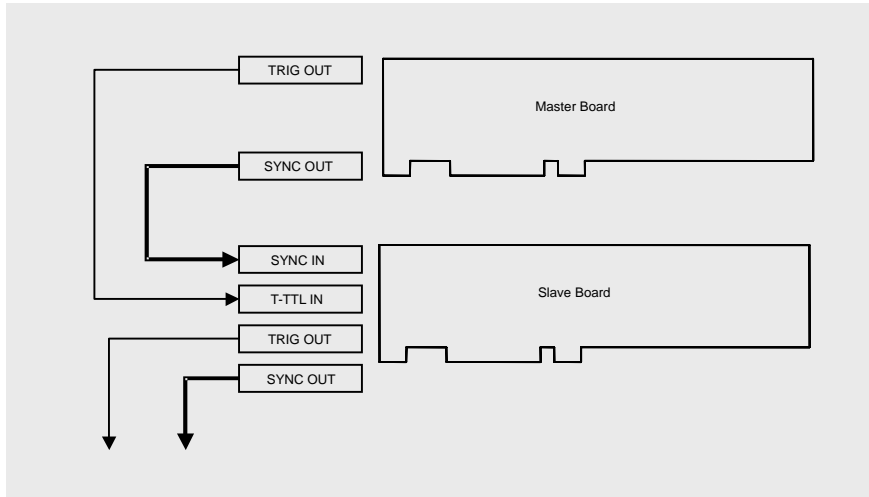 TRIG OUT
Master Board
SYNC OUT
SYNC IN
T-TTL IN
Slave Board
TRIG OUT
SYNC OUT